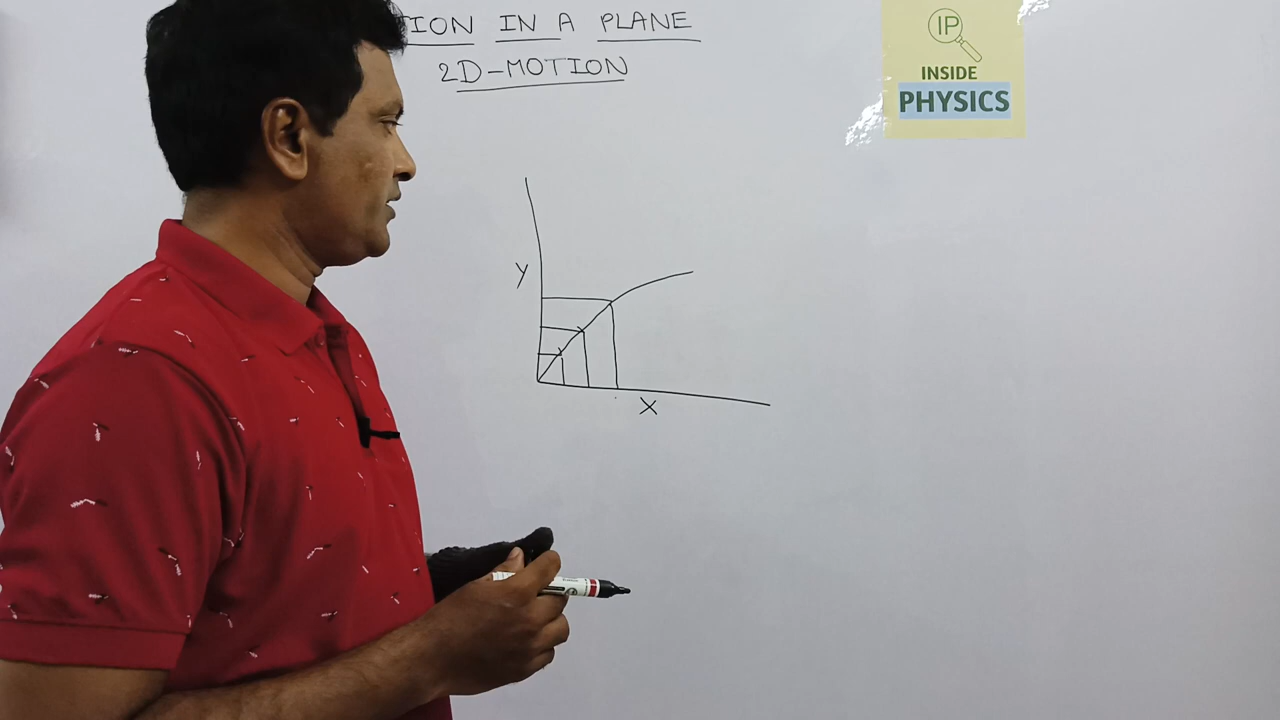 ION IN A PLANE
2D-MOTION
IP
INSIDE
PHYSICS
y
x